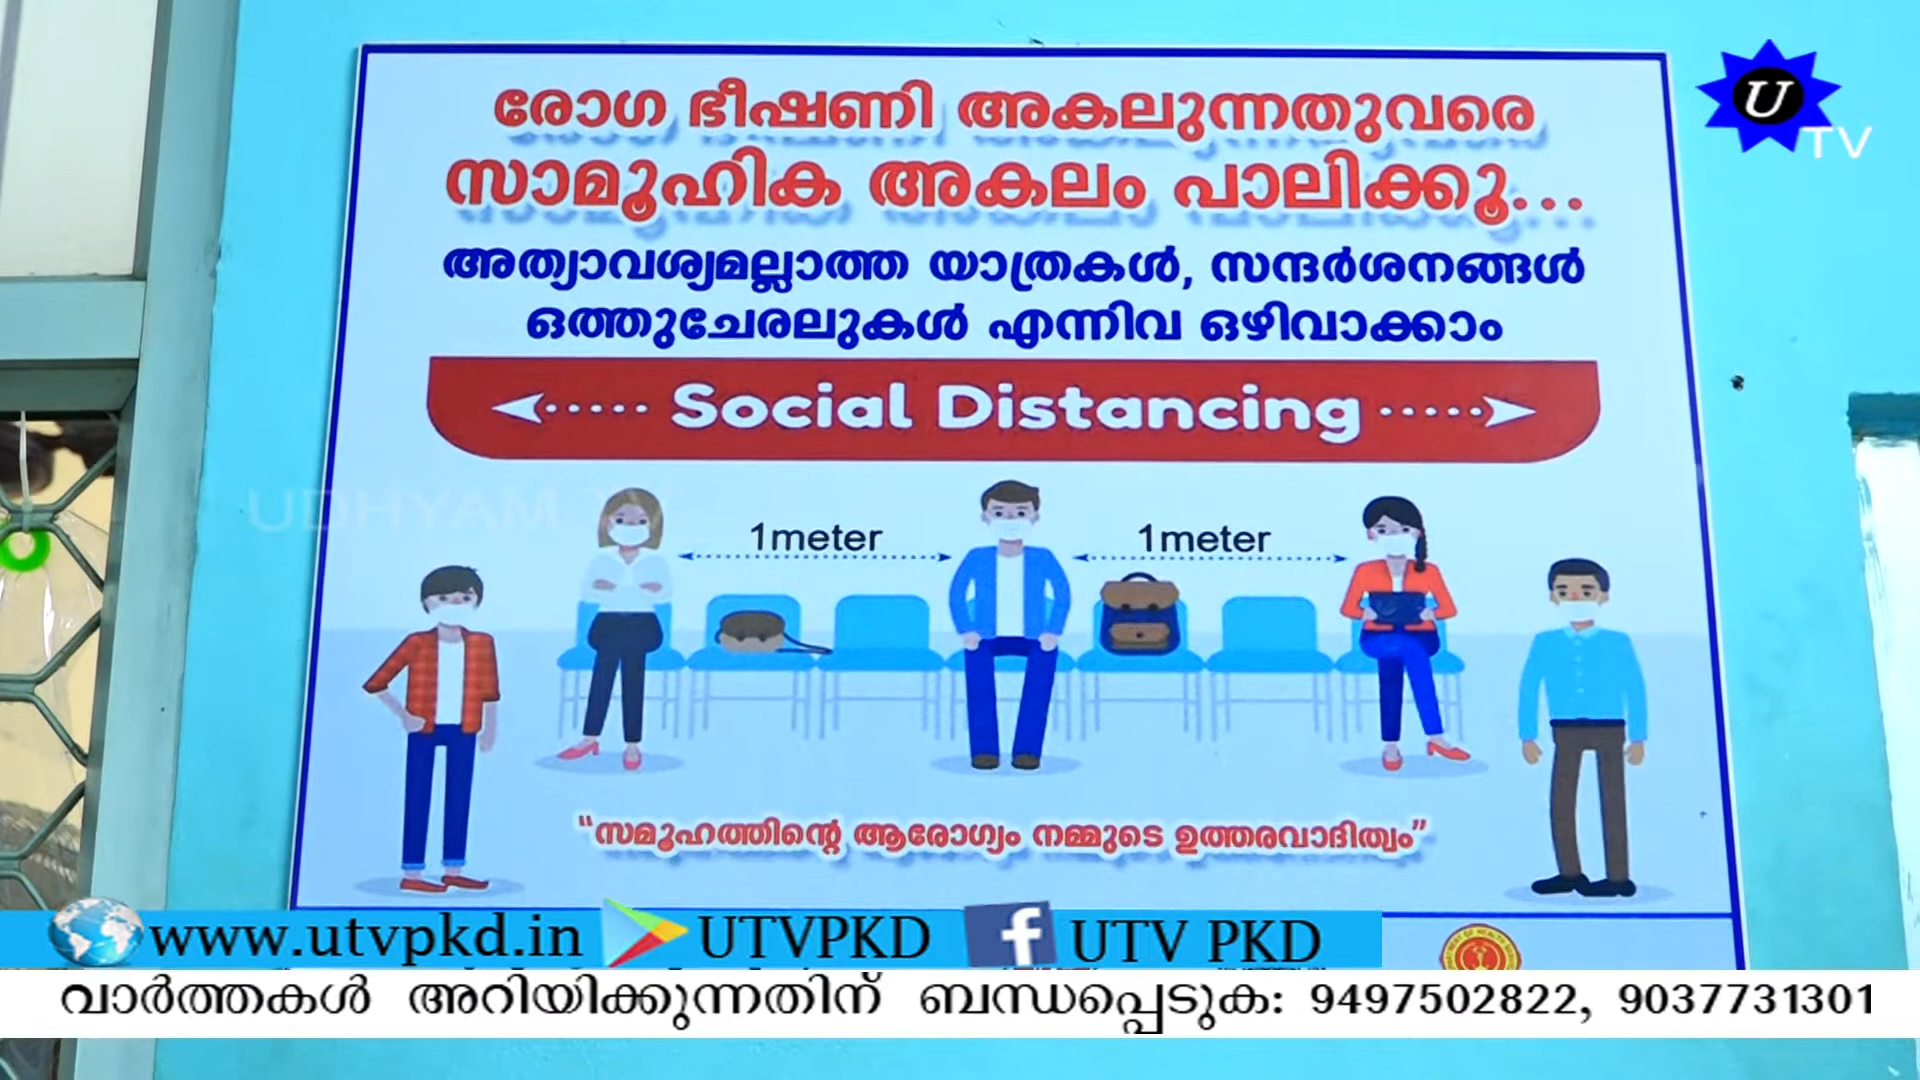 രോഗ ഭീഷണി അകലുന്നതുവരെ
സാമൂഹിക അകലം പാലിക്കൂ...
അത്യാവശ്യമല്ലാത്ത യാത്രകൾ, സന്ദർശനങ്ങൾ
ഒത്തുചേരലുകൾ എന്നിവ ഒഴിവാക്കാം
Social Distancing
1meter 1meter
"സമൂഹത്തിന്റെ ആരോഗ്യം നമ്മുടെ ഉത്തരവാദിത്വം"
U TV
UDHYAM TV
www.utvpkd.in UTVPKD f UTV PKD
വാർത്തകൾ അറിയിക്കുന്നതിന് ബന്ധപ്പെടുക: 9497502822, 9037731301